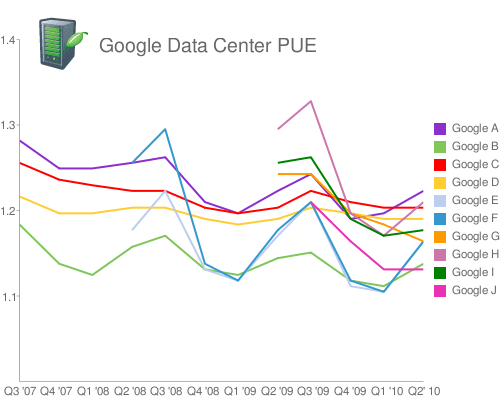 Google Data Center PUE
1.4
1.3
1.2
1.1
Google A
Google B
Google C
Google D
Google E
Google F
Google G
Google H
Google I
Google J
Q3 '07 Q4 '07 Q1 '08 Q2 '08 Q3 '08 Q4 '08 Q1 '09 Q2 '09 Q3 '09 Q4 '09 Q1 '10 Q2' 10